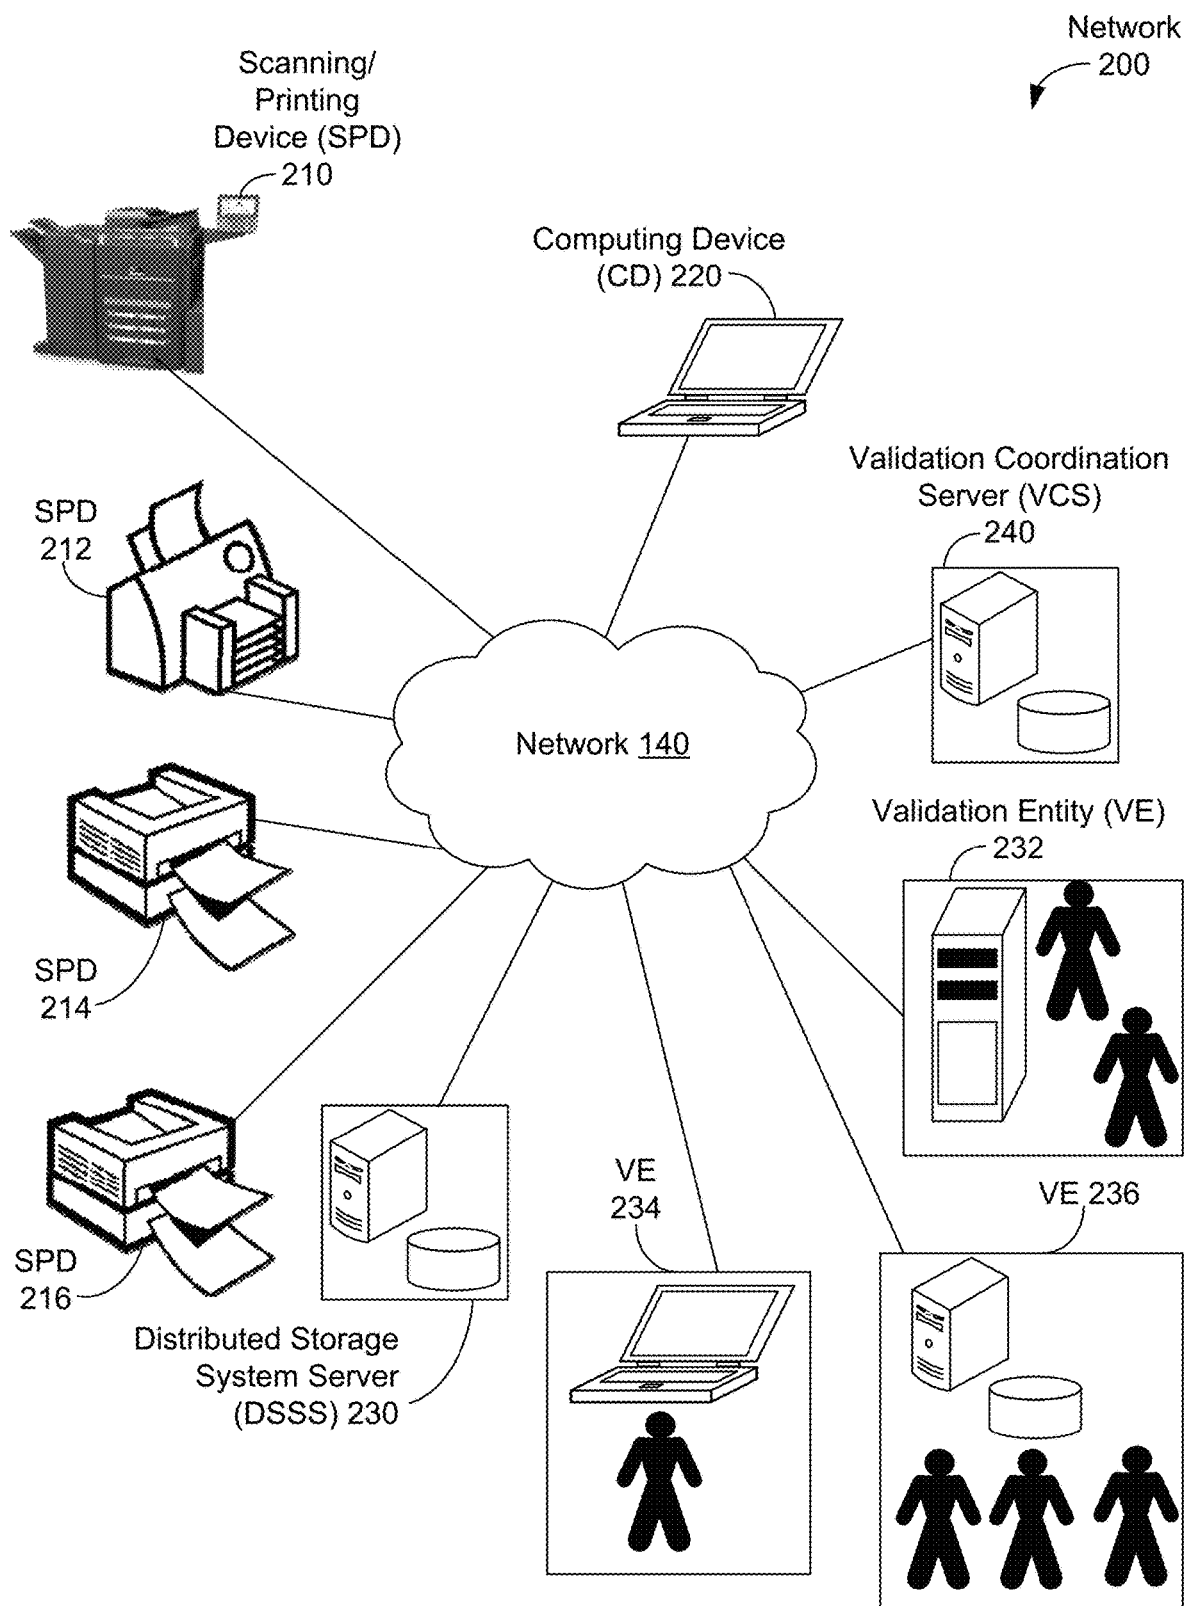 Network
200
Scanning/
Printing
Device (SPD)
210
Computing Device
(CD) 220
Validation Coordination
Server (VCS)
240
SPD
212
Network 140
Validation Entity (VE)
232
SPD
214
VE
234
VE 236
SPD
216
Distributed Storage
System Server
(DSSS) 230